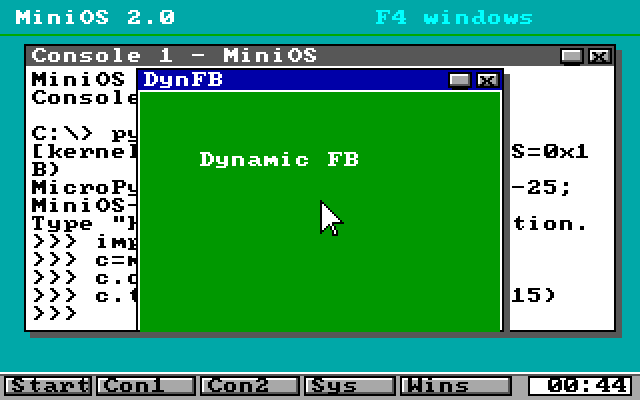 MiniOS 2.0 F4 windows
Console 1 - MiniOS
DynFB
MiniOS
Console
Dynamic FB
C:\> py
[kernel S=0x1
B)
MicroPy -25;
MiniOS-
Type "h tion.
>>> imp
>>> c=m
>>> c.c
>>> c. 15)
>>>
Start Con1 Con2 Sys Wins 00:44